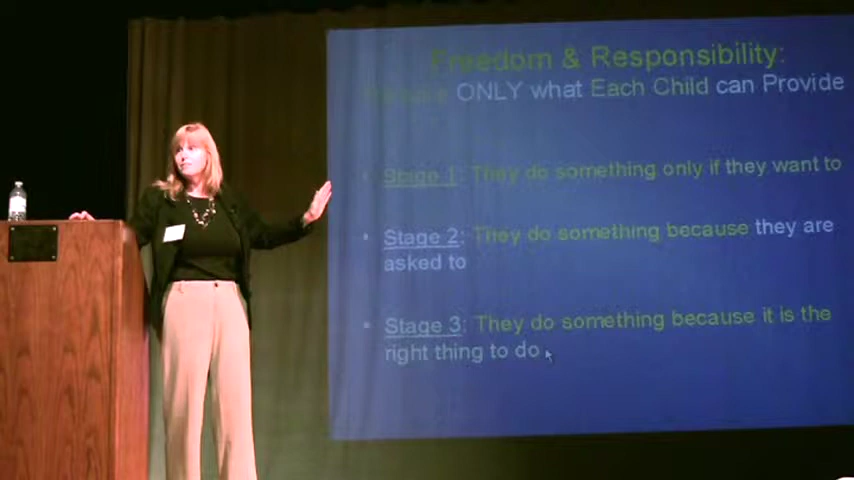 Freedom & Responsibility:
ONLY what Each Child can Provide
• Stage 1: They do something only if they want to
• Stage 2: They do something because they are
asked to
• Stage 3: They do something because it is the
right thing to do